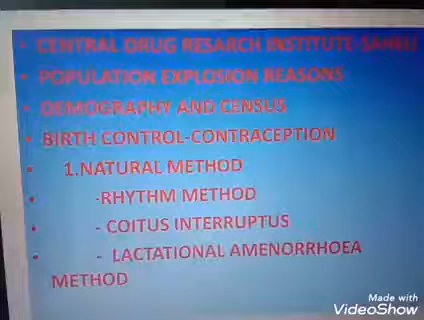 • CENTRAL DRUG RESARCH INSTITUTE-SAHELI
• POPULATION EXPLOSION REASONS
• DEMOGRAPHY AND CENSUS
• BIRTH CONTROL-CONTRACEPTION
• 1.NATURAL METHOD
• -RHYTHM METHOD
• - COITUS INTERRUPTUS
• - LACTATIONAL AMENORRHOEA
METHOD
Made with
VideoShow